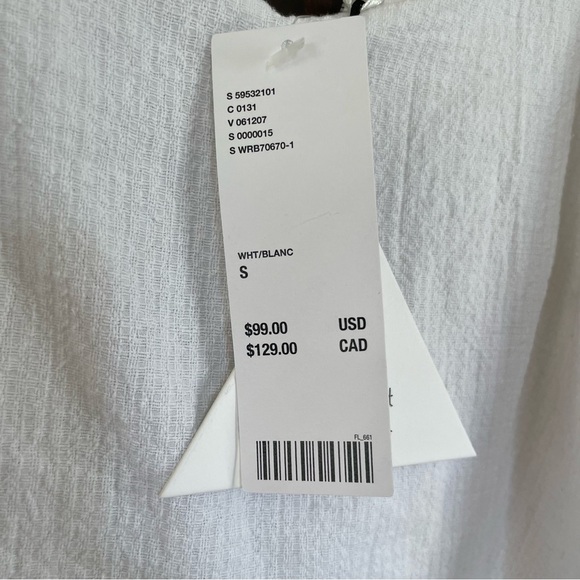 S 59532101
C 0131
V 061207
S 0000015
S WRB70670-1
WHT/BLANC
S
$99.00 USD
$129.00 CAD
FL_661